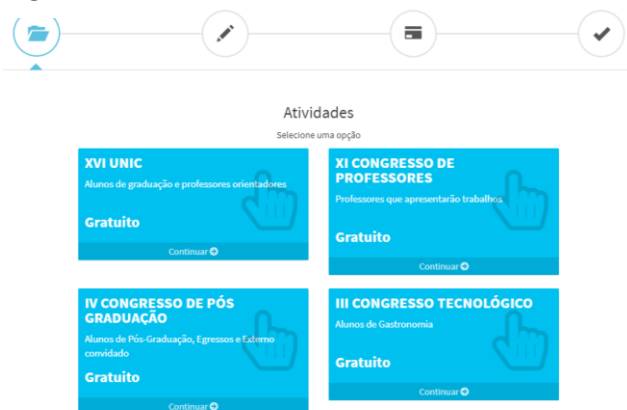 Atividades
Selecione uma opção
XVI UNIC
Alunos de graduação e professores orientadores
Gratuito
Continuar
XI CONGRESSO DE
PROFESSORES
Professores que apresentarão trabalhos
Gratuito
Continuar
IV CONGRESSO DE PÓS
GRADUAÇÃO
Alunos de Pós-Graduação, Egressos e Externo
convidado
Gratuito
Continuar
III CONGRESSO TECNOLÓGICO
Alunos de Gastronomia
Gratuito
Continuar